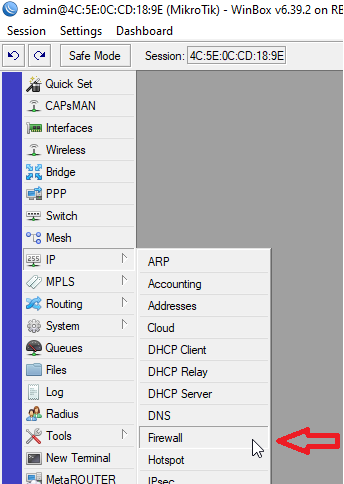 admin@4C:5E:0C:CD:18:9E (MikroTik) - WinBox v6.39.2 on RB
Session Settings Dashboard
Safe Mode Session: 4C:5E:0C:CD:18:9E
Quick Set
CAPsMAN
Interfaces
Wireless
Bridge
PPP
Switch
Mesh
IP
MPLS
Routing
System
Queues
Files
Log
Radius
Tools
New Terminal
MetaROUTER
ARP
Accounting
Addresses
Cloud
DHCP Client
DHCP Relay
DHCP Server
DNS
Firewall
Hotspot
IPsec